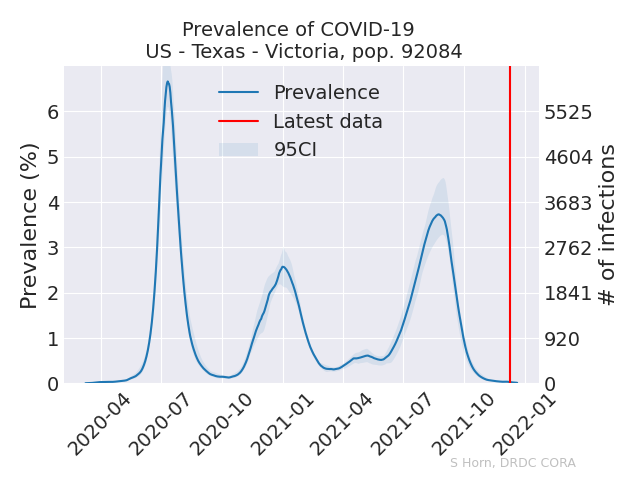 Prevalence of COVID-19
US - Texas - Victoria, pop. 92084
Prevalence
Latest data
95CI
Prevalence (%)
6
5
4
3
2
1
0
5525
4604
3683
2762
1841
920
0
# of infections
2020-04
2020-07
2020-10
2021-01
2021-04
2021-07
2021-10
2022-01
S Horn, DRDC CORA